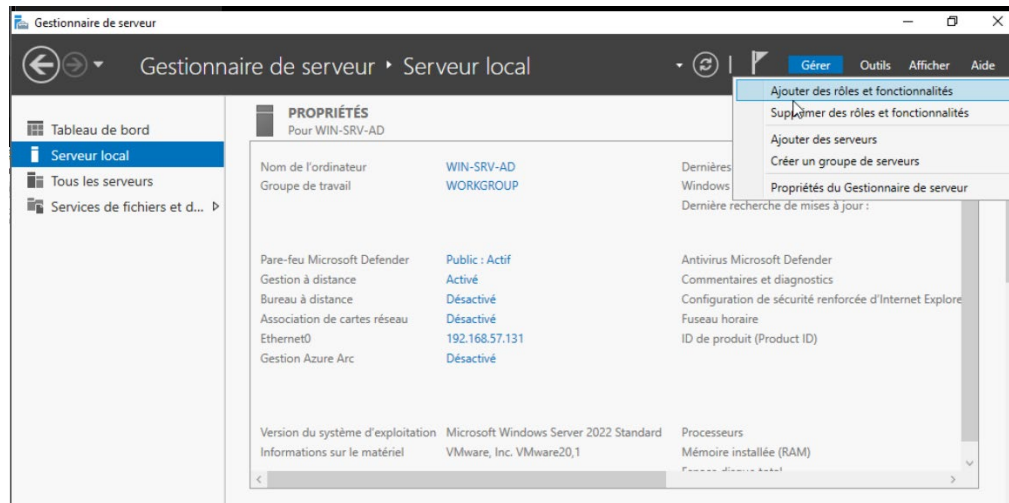 Gestionnaire de serveur
Gestionnaire de serveur ‣ Serveur local
Gérer Outils Afficher Aide
Ajouter des rôles et fonctionnalités
Supprimer des rôles et fonctionnalités
Ajouter des serveurs
Créer un groupe de serveurs
Propriétés du Gestionnaire de serveur
Tableau de bord
Serveur local
Tous les serveurs
Services de fichiers et d...
PROPRIÉTÉS
Pour WIN-SRV-AD
Nom de l'ordinateur WIN-SRV-AD Dernières
Groupe de travail WORKGROUP Windows
Dernière recherche de mises à jour :
Pare-feu Microsoft Defender Public : Actif Antivirus Microsoft Defender
Gestion à distance Activé Commentaires et diagnostics
Bureau à distance Désactivé Configuration de sécurité renforcée d'Internet Explore
Association de cartes réseau Désactivé Fuseau horaire
Ethernet0 192.168.57.131 ID de produit (Product ID)
Gestion Azure Arc Désactivé
Version du système d'exploitation Microsoft Windows Server 2022 Standard Processeurs
Informations sur le matériel VMware, Inc. VMware20,1 Mémoire installée (RAM)
Espace disque total